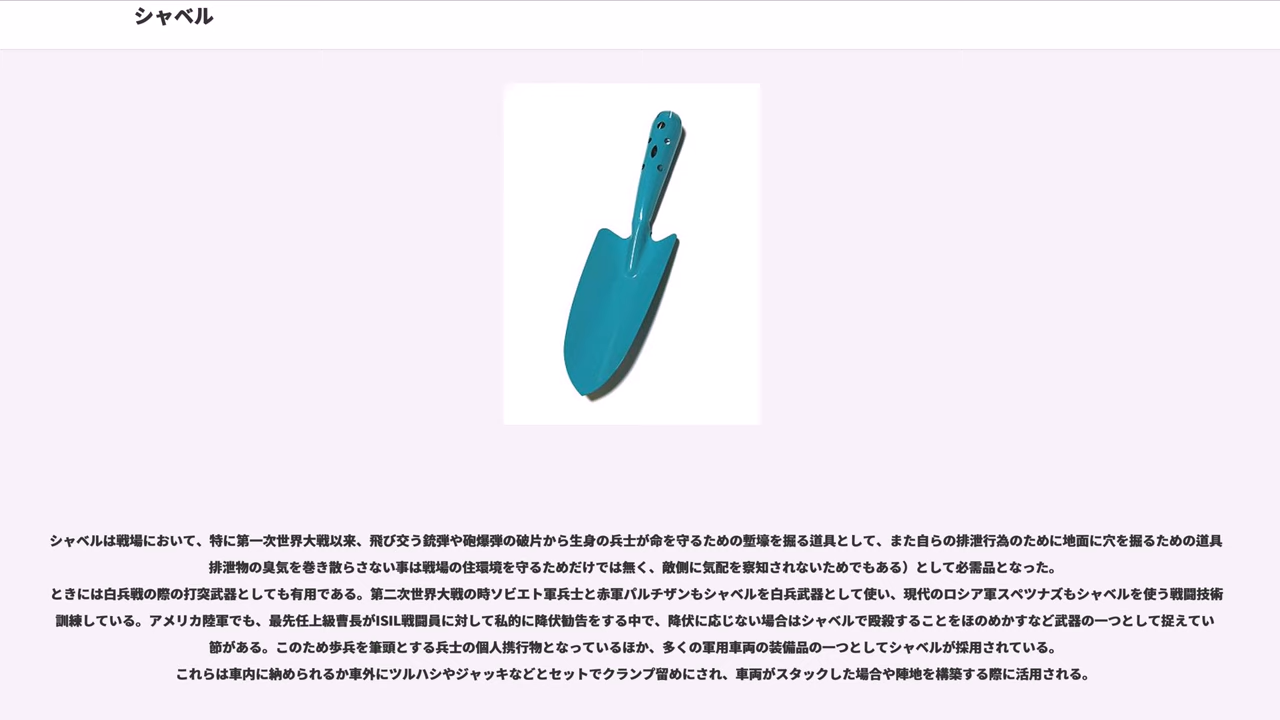 シャベル
シャベルは戦場において、特に第一次世界大戦以来、飛び交う銃弾や砲爆弾の破片から生身の兵士が命を守るための塹壕を掘る道具として、また自らの排泄行為のために地面に穴を掘るための道具
排泄物の臭気を巻き散らさない事は戦場の住環境を守るためだけでは無く、敵側に気配を察知されないためでもある）として必需品となった。
ときには白兵戦の際の打突武器としても有用である。第二次世界大戦の時ソビエト軍兵士と赤軍パルチザンもシャベルを白兵武器として使い、現代のロシア軍スペツナズもシャベルを使う戦闘技術
訓練している。アメリカ陸軍でも、最先任上級曹長がISIL戦闘員に対して私的に降伏勧告をする中で、降伏に応じない場合はシャベルで殴殺することをほのめかすなど武器の一つとして捉えてい
節がある。このため歩兵を筆頭とする兵士の個人携行物となっているほか、多くの軍用車両の装備品の一つとしてシャベルが採用されている。
これらは車内に納められるか車外にツルハシやジャッキなどとセットでクランプ留めにされ、車両がスタックした場合や陣地を構築する際に活用される。